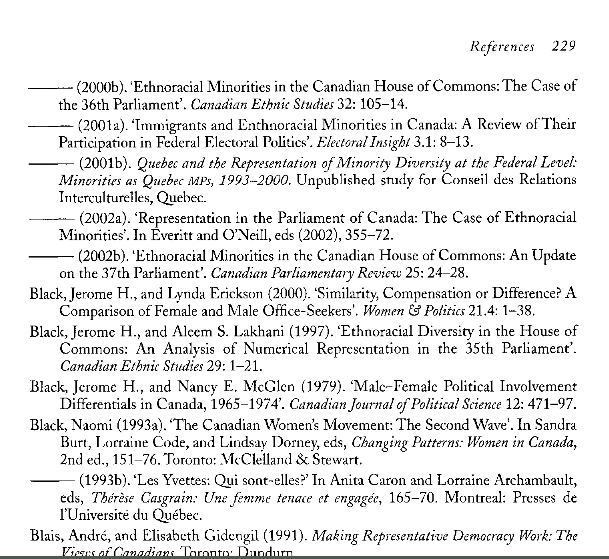 References 229
—— (2000b). ‘Ethnoracial Minorities in the Canadian House of Commons: The Case of
the 36th Parliament’. Canadian Ethnic Studies 32: 105–14.
—— (2001a). ‘Immigrants and Enthnoracial Minorities in Canada: A Review of Their
Participation in Federal Electoral Politics’. Electoral Insight 3.1: 8–13.
—— (2001b). Quebec and the Representation of Minority Diversity at the Federal Level:
Minorities as Quebec MPs, 1993–2000. Unpublished study for Conseil des Relations
Interculturelles, Quebec.
—— (2002a). ‘Representation in the Parliament of Canada: The Case of Ethnoracial
Minorities’. In Everitt and O’Neill, eds (2002), 355–72.
—— (2002b). ‘Ethnoracial Minorities in the Canadian House of Commons: An Update
on the 37th Parliament’. Canadian Parliamentary Review 25: 24–28.
Black, Jerome H., and Lynda Erickson (2000). ‘Similarity, Compensation or Difference? A
Comparison of Female and Male Office-Seekers’. Women & Politics 21.4: 1–38.
Black, Jerome H., and Aleem S. Lakhani (1997). ‘Ethnoracial Diversity in the House of
Commons: An Analysis of Numerical Representation in the 35th Parliament’.
Canadian Ethnic Studies 29: 1–21.
Black, Jerome H., and Nancy E. McGlen (1979). ‘Male–Female Political Involvement
Differentials in Canada, 1965–1974’. Canadian Journal of Political Science 12: 471–97.
Black, Naomi (1993a). ‘The Canadian Women’s Movement: The Second Wave’. In Sandra
Burt, Lorraine Code, and Lindsay Dorney, eds, Changing Patterns: Women in Canada,
2nd ed., 151–76. Toronto: McClelland & Stewart.
—— (1993b). ‘Les Yvettes: Qui sont-elles?’ In Anita Caron and Lorraine Archambault,
eds, Thérèse Casgrain: Une femme tenace et engagée, 165–70. Montreal: Presses de
l’Université du Québec.
Blais, André, and Elisabeth Gidengil (1991). Making Representative Democracy Work: The
Views of Canadians. Toronto: Dundurn